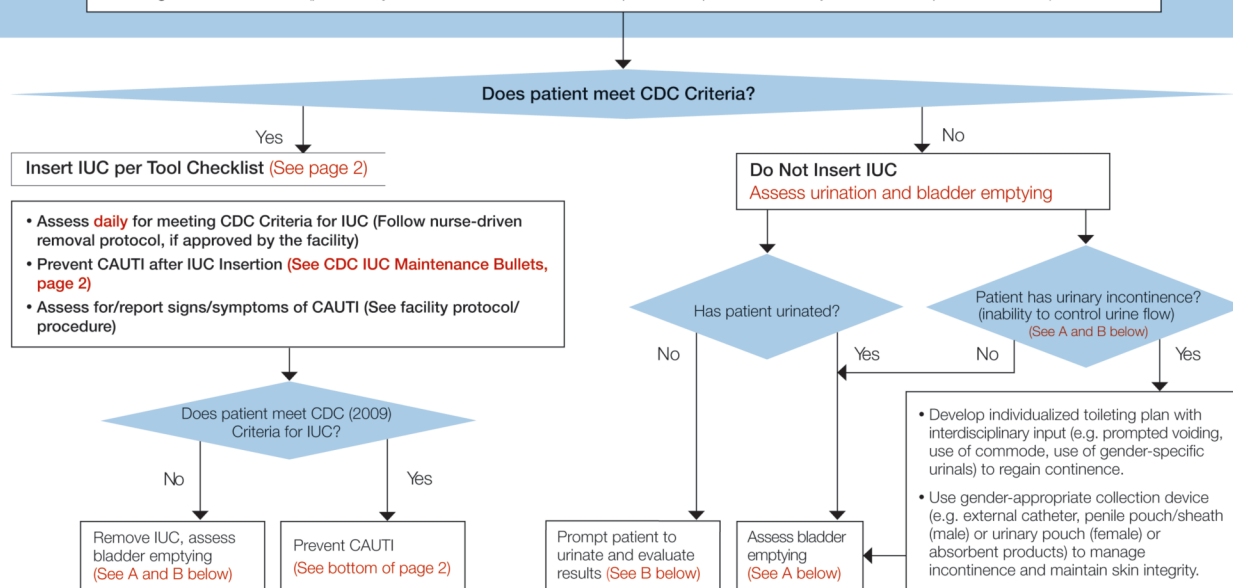 Does patient meet CDC Criteria?
Yes
No
Insert IUC per Tool Checklist (See page 2)
Do Not Insert IUC
Assess urination and bladder emptying
• Assess daily for meeting CDC Criteria for IUC (Follow nurse-driven
removal protocol, if approved by the facility)
• Prevent CAUTI after IUC Insertion (See CDC IUC Maintenance Bullets,
page 2)
• Assess for/report signs/symptoms of CAUTI (See facility protocol/
procedure)
Has patient urinated?
Patient has urinary incontinence?
(inability to control urine flow)
(See A and B below)
No
Yes
No
Yes
Does patient meet CDC (2009)
Criteria for IUC?
No
Yes
• Develop individualized toileting plan with
interdisciplinary input (e.g. prompted voiding,
use of commode, use of gender-specific
urinals) to regain continence.
• Use gender-appropriate collection device
(e.g. external catheter, penile pouch/sheath
(male) or urinary pouch (female) or
absorbent products) to manage
incontinence and maintain skin integrity.
Remove IUC, assess
bladder emptying
(See A and B below)
Prevent CAUTI
(See bottom of page 2)
Prompt patient to
urinate and evaluate
results (See B below)
Assess bladder
emptying
(See A below)